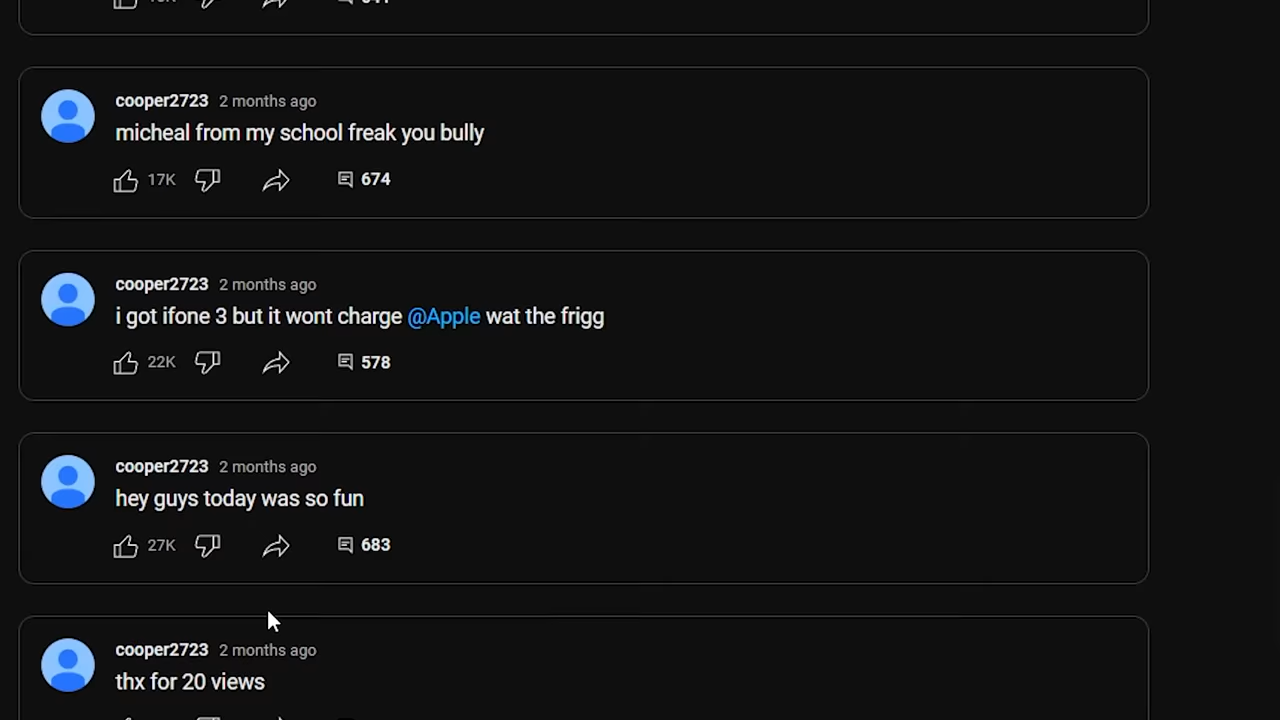 cooper2723 2 months ago
micheal from my school freak you bully
17K 674
cooper2723 2 months ago
i got ifone 3 but it wont charge @Apple wat the frigg
22K 578
cooper2723 2 months ago
hey guys today was so fun
27K 683
cooper2723 2 months ago
thx for 20 views